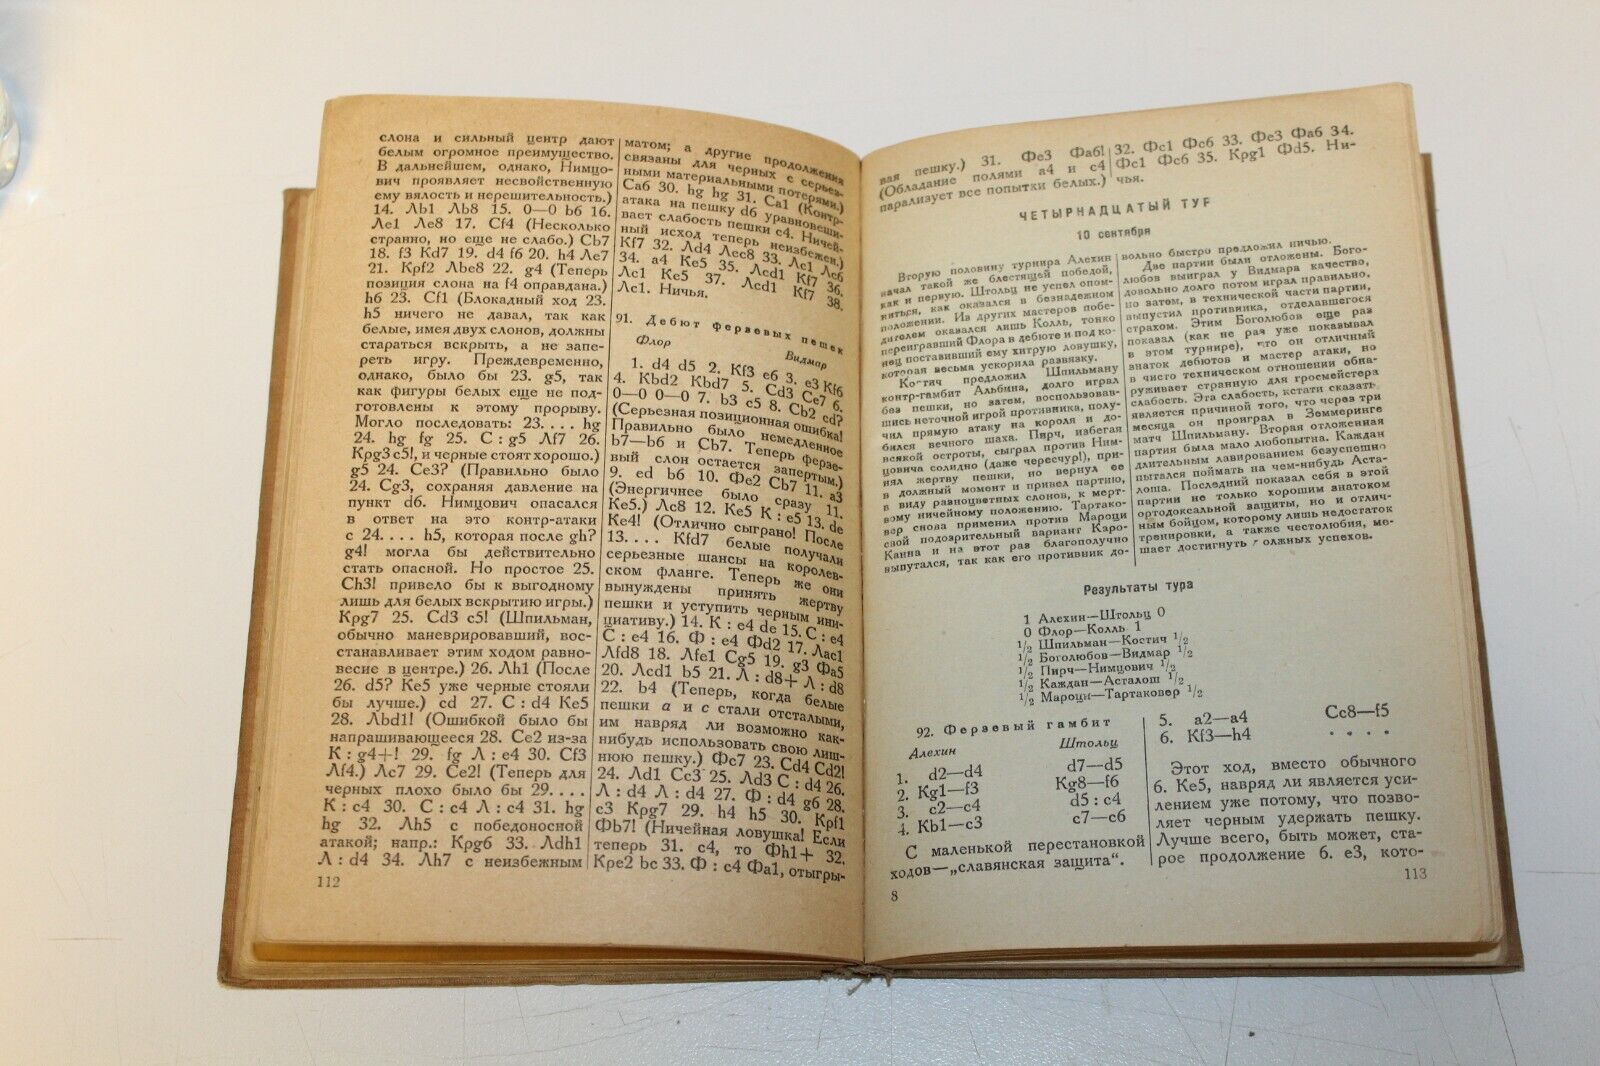 слона и сильный центр дают
белым огромное преимущество.
В дальнейшем, однако, Нимцо-
вич проявляет несвойственную
ему вялость и нерешительность.)
14. Лb1 Лb8 15. 0—0 b6 16.
Лe1 Лe8 17. Cf4 (Несколько
странно, но еще не слабо.) Cb7
18. f3 Kd7 19. d4 f6 20. h4 Лe7
21. Kpf2 Лbe8 22. g4 (Теперь
позиция слона на f4 оправдана.)
h6 23. Cf1 (Блокадный ход 23.
h5 ничего не давал, так как
белые, имея двух слонов, должны
стараться вскрыть, а не запе-
реть игру. Преждевременно,
однако, было бы 23. g5, так
как фигуры белых еще не под-
готовлены к этому прорыву.
Могло последовать: 23. . . . hg
24. hg fg 25. C : g5 Лf7 26.
Kpg3 c5!, и черные стоят хорошо.)
g5 24. Ce3? (Правильно было
24. Cg3, сохраняя давление на
пункт d6. Нимцович опасался
в ответ на это контр-атаки
с 24. . . . h5, которая после gh?
g4! могла бы действительно
стать опасной. Но простое 25.
Ch3! привело бы к выгодному
лишь для белых вскрытию игры.)
Kpg7 25. Cd3 c5! (Шпильман,
обычно маневрировавший, вос-
станавливает этим ходом равно-
весие в центре.) 26. Лh1 (После
26. d5? Ke5 уже черные стояли
бы лучше.) cd 27. C : d4 Ke5
28. Лbd1! (Ошибкой было бы
напрашивающееся 28. Ce2 из-за
K : g4+! 29. fg Л : e4 30. Cf3
Лf4.) Лc7 29. Ce2! (Теперь для
черных плохо было бы 29. . . .
K : c4 30. C : c4 Л : c4 31. hg
hg 32. Лh5 с победоносной
атакой; напр.: Kpg6 33. Лdh1
Л : d4 34. Лh7 с неизбежным
112
матом; а другие продолжения
связаны для черных с серьез-
ными материальными потерями.)
Ca6 30. hg hg 31. Ca1 (Контр-
атака на пешку d6 уравновеши-
вает слабость пешки c4. Ничей-
ный исход теперь неизбежен.)
Kf7 32. Лd4 Лec8 33. Лc1 Лc6
34. a4 Ke5 35. Лcd1 Kf7 36.
Лc1 Ke5 37. Лcd1 Kf7 38.
Лc1. Ничья.
91. Дебют ферзевых пешек
Флор
Видмар
1. d4 d5 2. Kf3 e6 3. e3 Kf6
4. Kbd2 Kbd7 5. Cd3 Ce7 6.
0—0 0—0 7. b3 c5 8. Cb2 cd?
(Серьезная позиционная ошибка!
Правильно было немедленное
b7—b6 и Cb7. Теперь ферзе-
вый слон остается запертым.)
9. ed b6 10. Фe2 Cb7 11. a3
(Энергичнее было сразу 11.
Ke5.) Лc8 12. Ke5 K : e5 13. de
Ke4! (Отлично сыграно! После
13. . . . Kfd7 белые получали
серьезные шансы на королев-
ском фланге. Теперь же они
вынуждены принять жертву
пешки и уступить черным ини-
циативу.) 14. K : e4 de 15. C : e4
C : e4 16. Ф : e4 Фd2 17. Лac1
Лfd8 18. Лfe1 Cg5 19. g3 Фa5
20. Лcd1 b5 21. Л : d8+ Л : d8
22. b4 (Теперь, когда белые
пешки a и c стали отсталыми,
им навряд ли возможно как-
нибудь использовать свою лиш-
нюю пешку.) Фc7 23. Cd4 Cd2!
24. Лd1 Cc3 25. Лd3 C : d4 26.
Л : d4 Л : d4 27. Ф : d4 g6 28.
c3 Kpg7 29. h4 h5 30. Kpf1
Фb7! (Ничейная ловушка! Если
теперь 31. c4, то Фh1+ 32.
Kpe2 bc 33. Ф : c4 Фa1, отыгры-
вая пешку.) 31. Фe3 Фa6!
(Обладание полями a4 и c4
парализует все попытки белых.)
32. Фc1 Фc6 33. Фe3 Фa6 34.
Фc1 Фc6 35. Kpg1 Фd5. Ни-
чья.
ЧЕТЫРНАДЦАТЫЙ ТУР
10 сентября
Вторую половину турнира Алехин
начал такой же блестящей победой,
как и первую. Штольц не успел опом-
ниться, как оказался в безнадежном
положении. Из других мастеров побе-
дителем оказался лишь Колль, тонко
переигравший Флора в дебюте и под ко-
нец поставивший ему хитрую ловушку,
которая весьма ускорила развязку.
Костич предложил Шпильману
контр-гамбит Альбина, долго играл
без пешки, но затем, воспользовав-
шись неточной игрой противника, полу-
чил прямую атаку на короля и до-
бился вечного шаха. Пирч, избегая
всякой остроты, сыграл против Ним-
цовича солидно (даже чересчур!), при-
нял жертву пешки, но вернул ее
в должный момент и привел партию,
в виду разноцветных слонов, к мерт-
вому ничейному положению. Тартако-
вер снова применил против Мароци
свой подозрительный вариант Каро-
Канна и на этот раз благополучно
выпутался, так как его противник до-
вольно быстро предложил ничью.
Две партии были отложены. Бого-
любов выиграл у Видмара качество,
довольно долго потом играл правильно,
но затем, в технической части партии,
выпустил противника, отделавшегося
страхом. Этим Боголюбов еще раз
показал (как не раз уже показывал
в этом турнире), что он отличный
знаток дебютов и мастер атаки, но
в чисто техническом отношении обна-
руживает странную для гросмейстера
слабость. Эта слабость, кстати сказать,
является причиной того, что через три
месяца он проиграл в Земмеринге
матч Шпильману. Вторая отложенная
партия была мало любопытна. Каждан
длительным лавированием безуспешно
пытался поймать на чем-нибудь Аста-
лоша. Последний показал себя в этой
партии не только хорошим знатоком
ортодоксальной защиты, но и отлич-
ным бойцом, которому лишь недостаток
тренировки, а также честолюбия, ме-
шает достигнуть должных успехов.
Результаты тура
1 Алехин—Штольц 0
0 Флор—Колль 1
1/2 Шпильман—Костич 1/2
1/2 Боголюбов—Видмар 1/2
1/2 Пирч—Нимцович 1/2
1/2 Каждан—Асталош 1/2
1/2 Мароци—Тартаковер 1/2
92. Ферзевый гамбит
Алехин Штольц
1. d2—d4 d7—d5
2. Kg1—f3 Kg8—f6
3. c2—c4 d5 : c4
4. Kb1—c3 c7—c6
С маленькой перестановкой
ходов—„славянская защита“.
8
5. a2—a4 Cc8—f5
6. Kf3—h4 . . . .
Этот ход, вместо обычного
6. Ke5, навряд ли является уси-
лением уже потому, что позво-
ляет черным удержать пешку.
Лучше всего, быть может, ста-
рое продолжение 6. e3, кото-
113